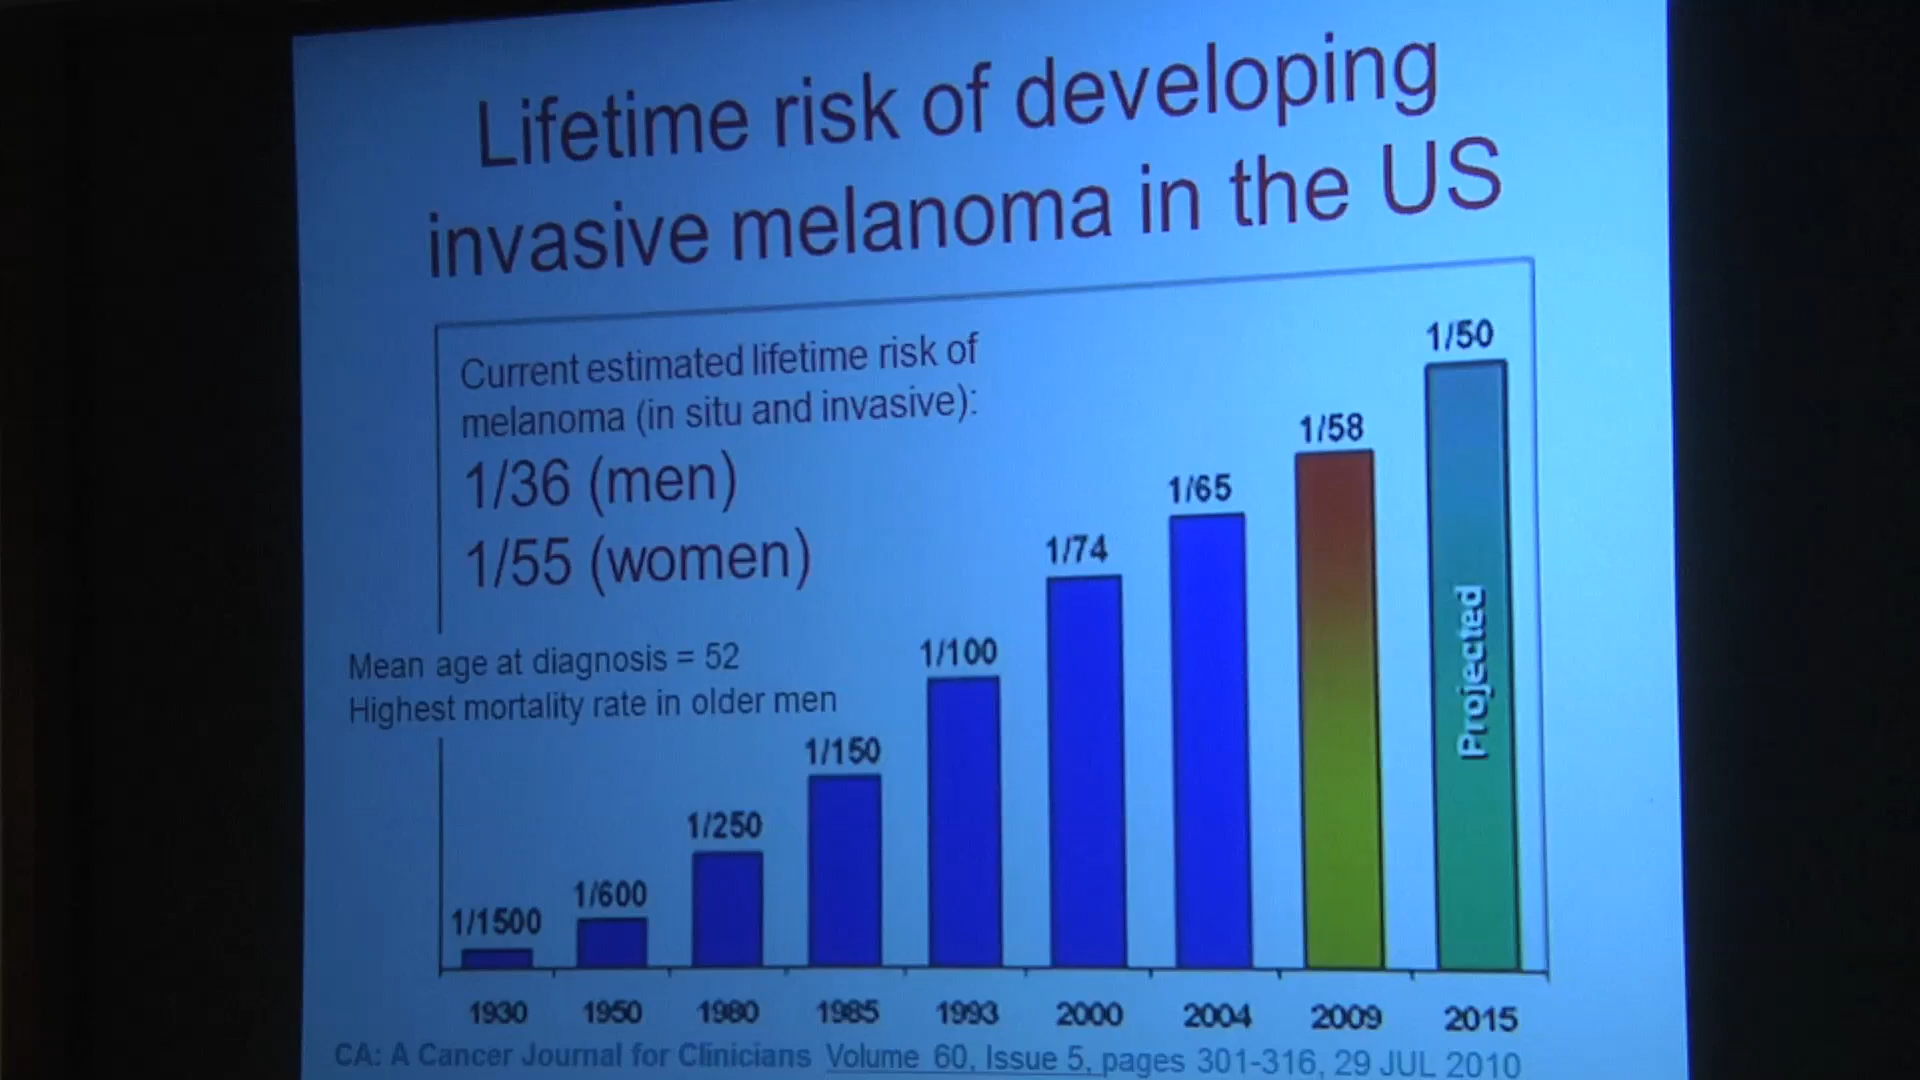 Lifetime risk of developing
invasive melanoma in the US
Current estimated lifetime risk of
melanoma (in situ and invasive):
1/36 (men)
1/55 (women)
Mean age at diagnosis = 52
Highest mortality rate in older men
1/1500
1/600
1/250
1/150
1/100
1/74
1/65
1/58
1/50
Projected
1930 1950 1980 1985 1993 2000 2004 2009 2015
CA: A Cancer Journal for Clinicians Volume 60, Issue 5, pages 301-316, 29 JUL 2010